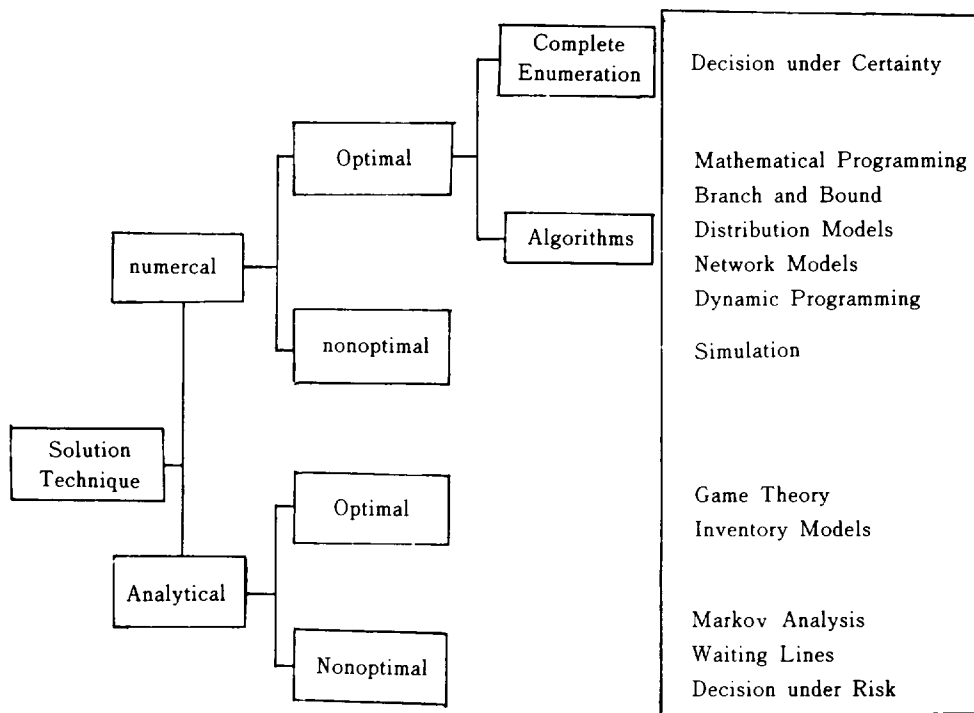 Complete
Enumeration
Decision under Certainty
Optimal
Mathematical Programming
Branch and Bound
Algorithms
Distribution Models
numercal
Network Models
Dynamic Programming
nonoptimal
Simulation
Solution
Technique
Optimal
Game Theory
Inventory Models
Analytical
Markov Analysis
Nonoptimal
Waiting Lines
Decision under Risk